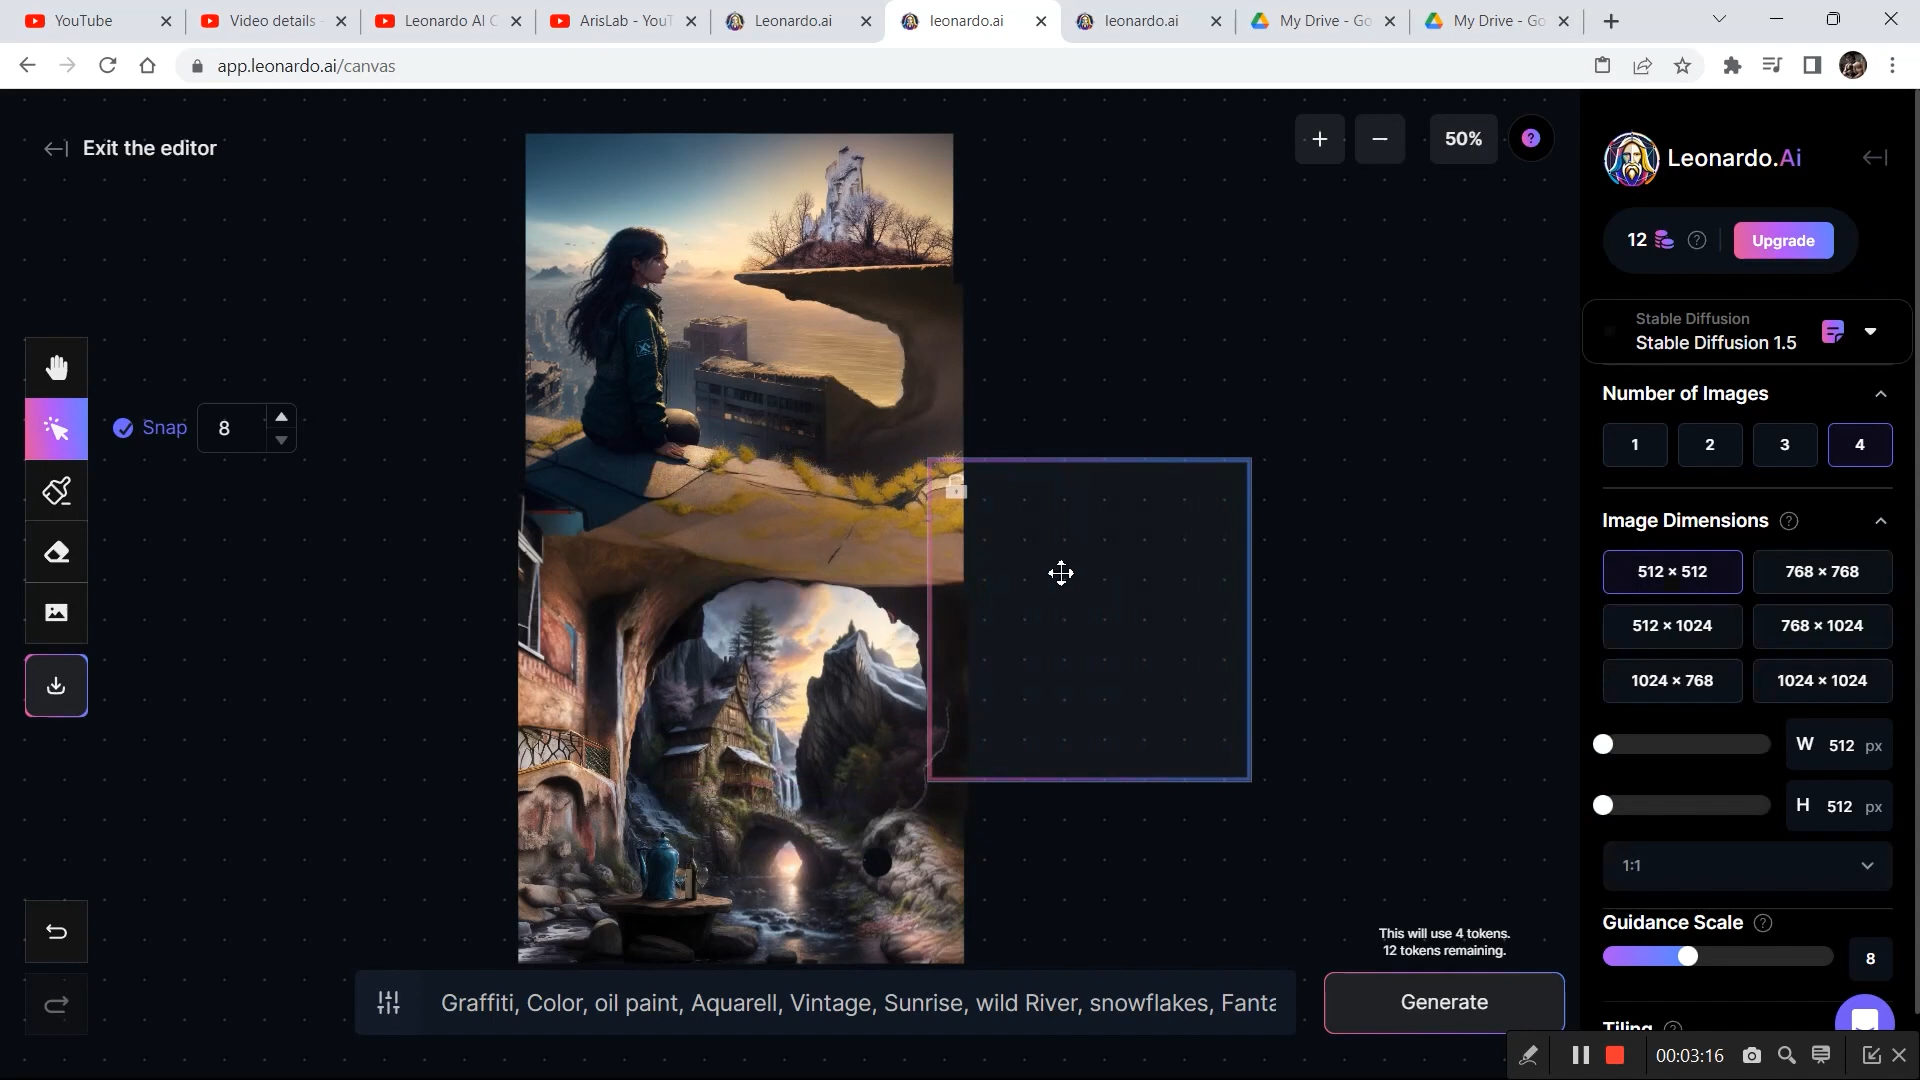 YouTube
Video details
Leonardo AI C
ArisLab - YouT
Leonardo.ai
leonardo.ai
leonardo.ai
My Drive - Go
My Drive - Go
app.leonardo.ai/canvas
Exit the editor
50%
?
Leonardo.Ai
12
?
Upgrade
Stable Diffusion
Stable Diffusion 1.5
Snap
8
Number of Images
1
2
3
4
Image Dimensions ?
512 × 512
768 × 768
512 × 1024
768 × 1024
1024 × 768
1024 × 1024
W 512 px
H 512 px
1:1
Guidance Scale ?
8
This will use 4 tokens.
12 tokens remaining.
Graffiti, Color, oil paint, Aquarell, Vintage, Sunrise, wild River, snowflakes, Fanta
Generate
Tiling ?
00:03:16